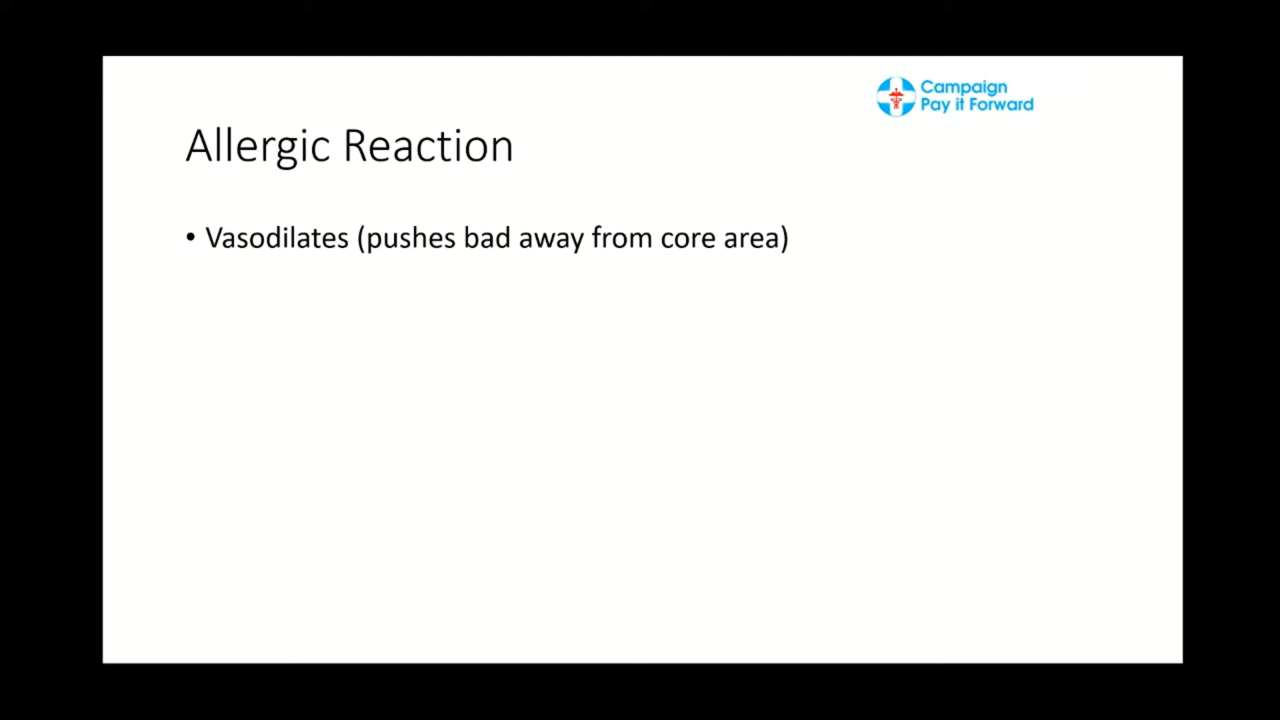 Campaign
Pay it Forward
Allergic Reaction
• Vasodilates (pushes bad away from core area)